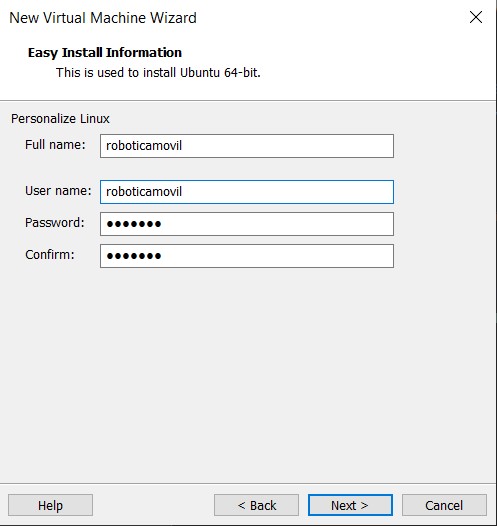 New Virtual Machine Wizard
Easy Install Information
This is used to install Ubuntu 64-bit.
Personalize Linux
Full name: roboticamovil
User name: roboticamovil
Password: ●●●●●●●
Confirm: ●●●●●●●
Help < Back Next > Cancel